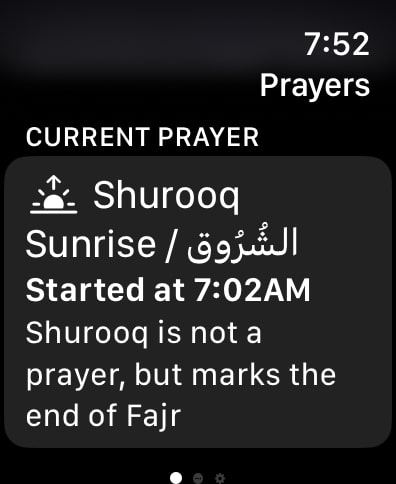 7:52
Prayers
CURRENT PRAYER
Shurooq
Sunrise / الشُرُوق
Started at 7:02AM
Shurooq is not a
prayer, but marks the
end of Fajr